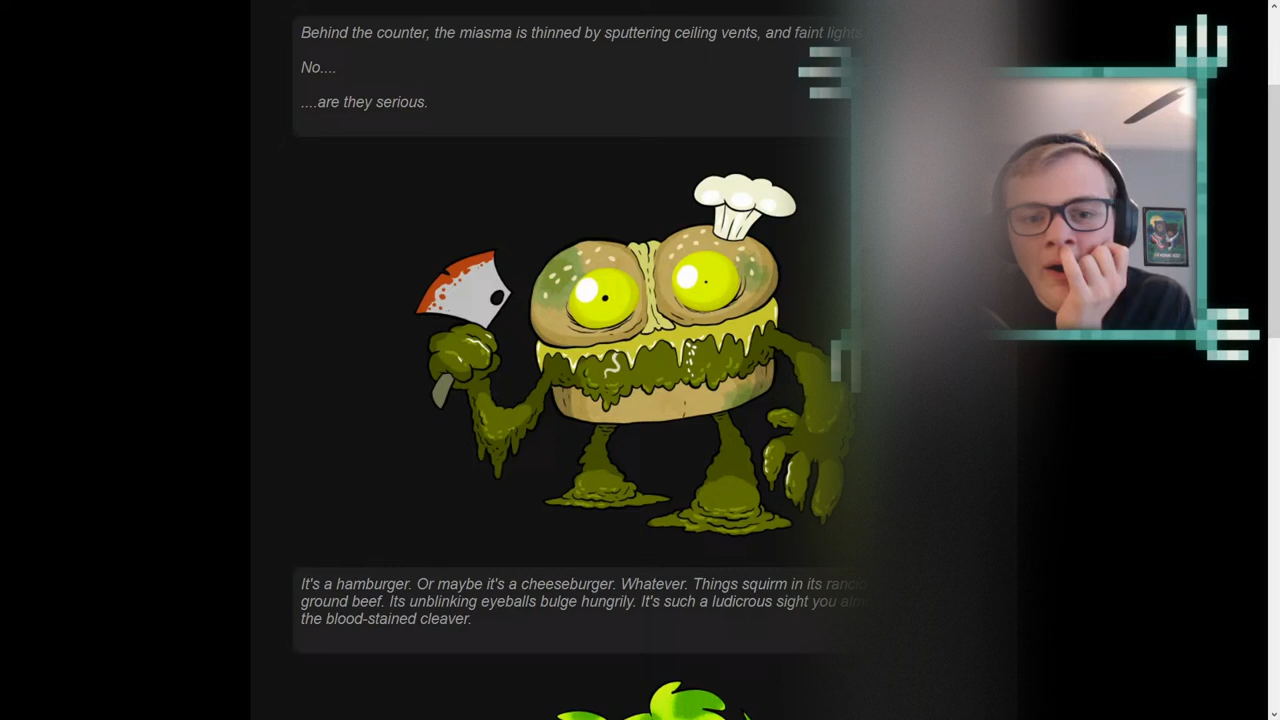 Behind the counter, the miasma is thinned by sputtering ceiling vents, and faint lights
No....
....are they serious.
It's a hamburger. Or maybe it's a cheeseburger. Whatever. Things squirm in its
ground beef. Its unblinking eyeballs bulge hungrily. It's such a ludicrous sight you
the blood-stained cleaver.